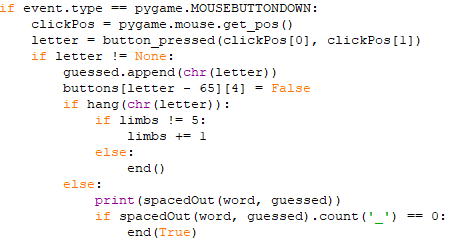 if event.type == pygame.MOUSEBUTTONDOWN:
    clickPos = pygame.mouse.get_pos()
    letter = button_pressed(clickPos[0], clickPos[1])
    if letter != None:
        guessed.append(chr(letter))
        buttons[letter - 65][4] = False
        if hang(chr(letter)):
            if limbs != 5:
                limbs += 1
            else:
                end()
        else:
            print(spacedOut(word, guessed))
            if spacedOut(word, guessed).count('_') == 0:
                end(True)